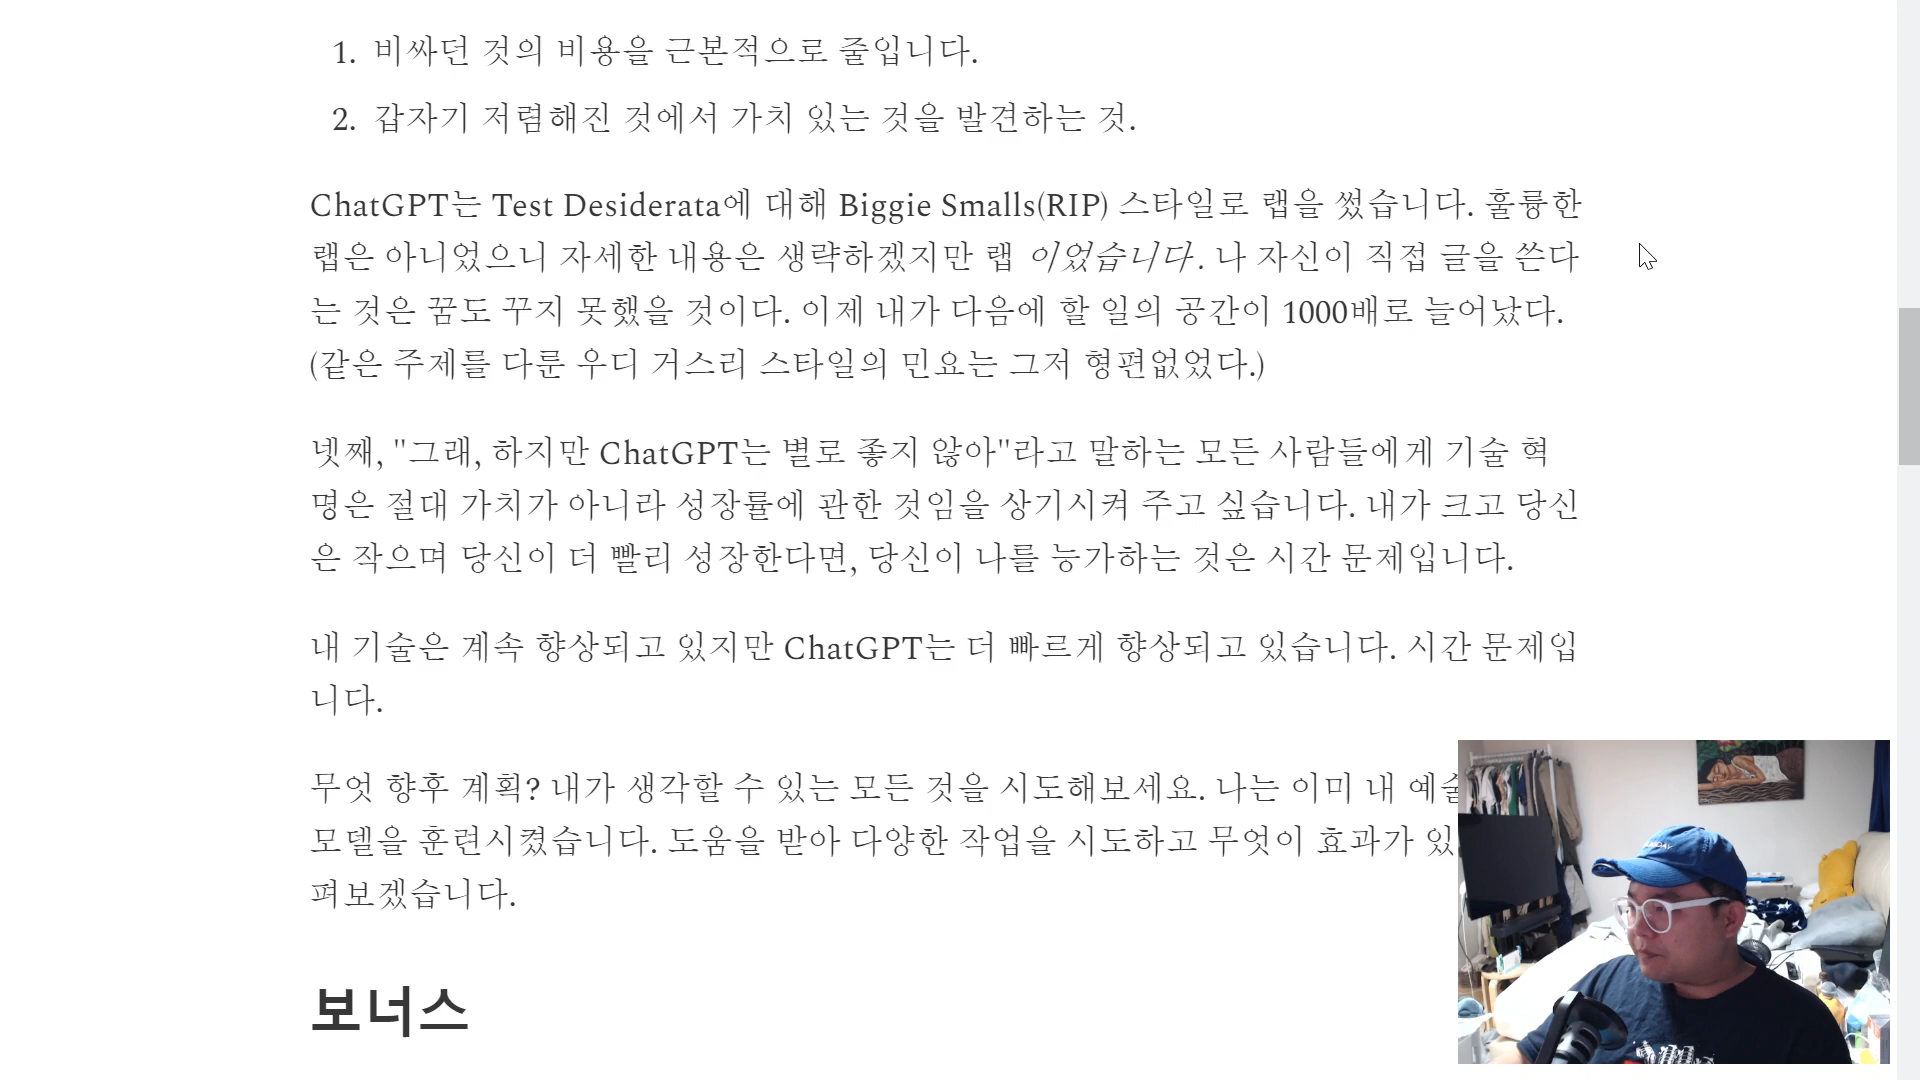 1. 비싸던 것의 비용을 근본적으로 줄입니다.
2. 갑자기 저렴해진 것에서 가치 있는 것을 발견하는 것.
ChatGPT는 Test Desiderata에 대해 Biggie Smalls(RIP) 스타일로 랩을 썼습니다. 훌륭한
랩은 아니었으니 자세한 내용은 생략하겠지만 랩 이었습니다. 나 자신이 직접 글을 쓴다
는 것은 꿈도 꾸지 못했을 것이다. 이제 내가 다음에 할 일의 공간이 1000배로 늘어났다.
(같은 주제를 다룬 우디 거스리 스타일의 민요는 그저 형편없었다.)
넷째, "그래, 하지만 ChatGPT는 별로 좋지 않아"라고 말하는 모든 사람들에게 기술 혁
명은 절대 가치가 아니라 성장률에 관한 것임을 상기시켜 주고 싶습니다. 내가 크고 당신
은 작으며 당신이 더 빨리 성장한다면, 당신이 나를 능가하는 것은 시간 문제입니다.
내 기술은 계속 향상되고 있지만 ChatGPT는 더 빠르게 향상되고 있습니다. 시간 문제입
니다.
무엇 향후 계획? 내가 생각할 수 있는 모든 것을 시도해보세요. 나는 이미 내 예술
모델을 훈련시켰습니다. 도움을 받아 다양한 작업을 시도하고 무엇이 효과가 있
펴보겠습니다.
보너스